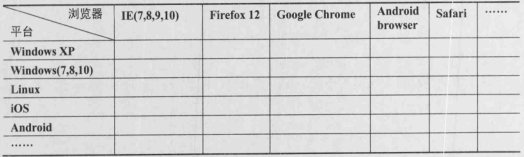 浏览器 IE(7,8,9,10) Firefox 12 Google Chrome Android browser Safari ……
平台
Windows XP
Windows(7,8,10)
Linux
iOS
Android
……